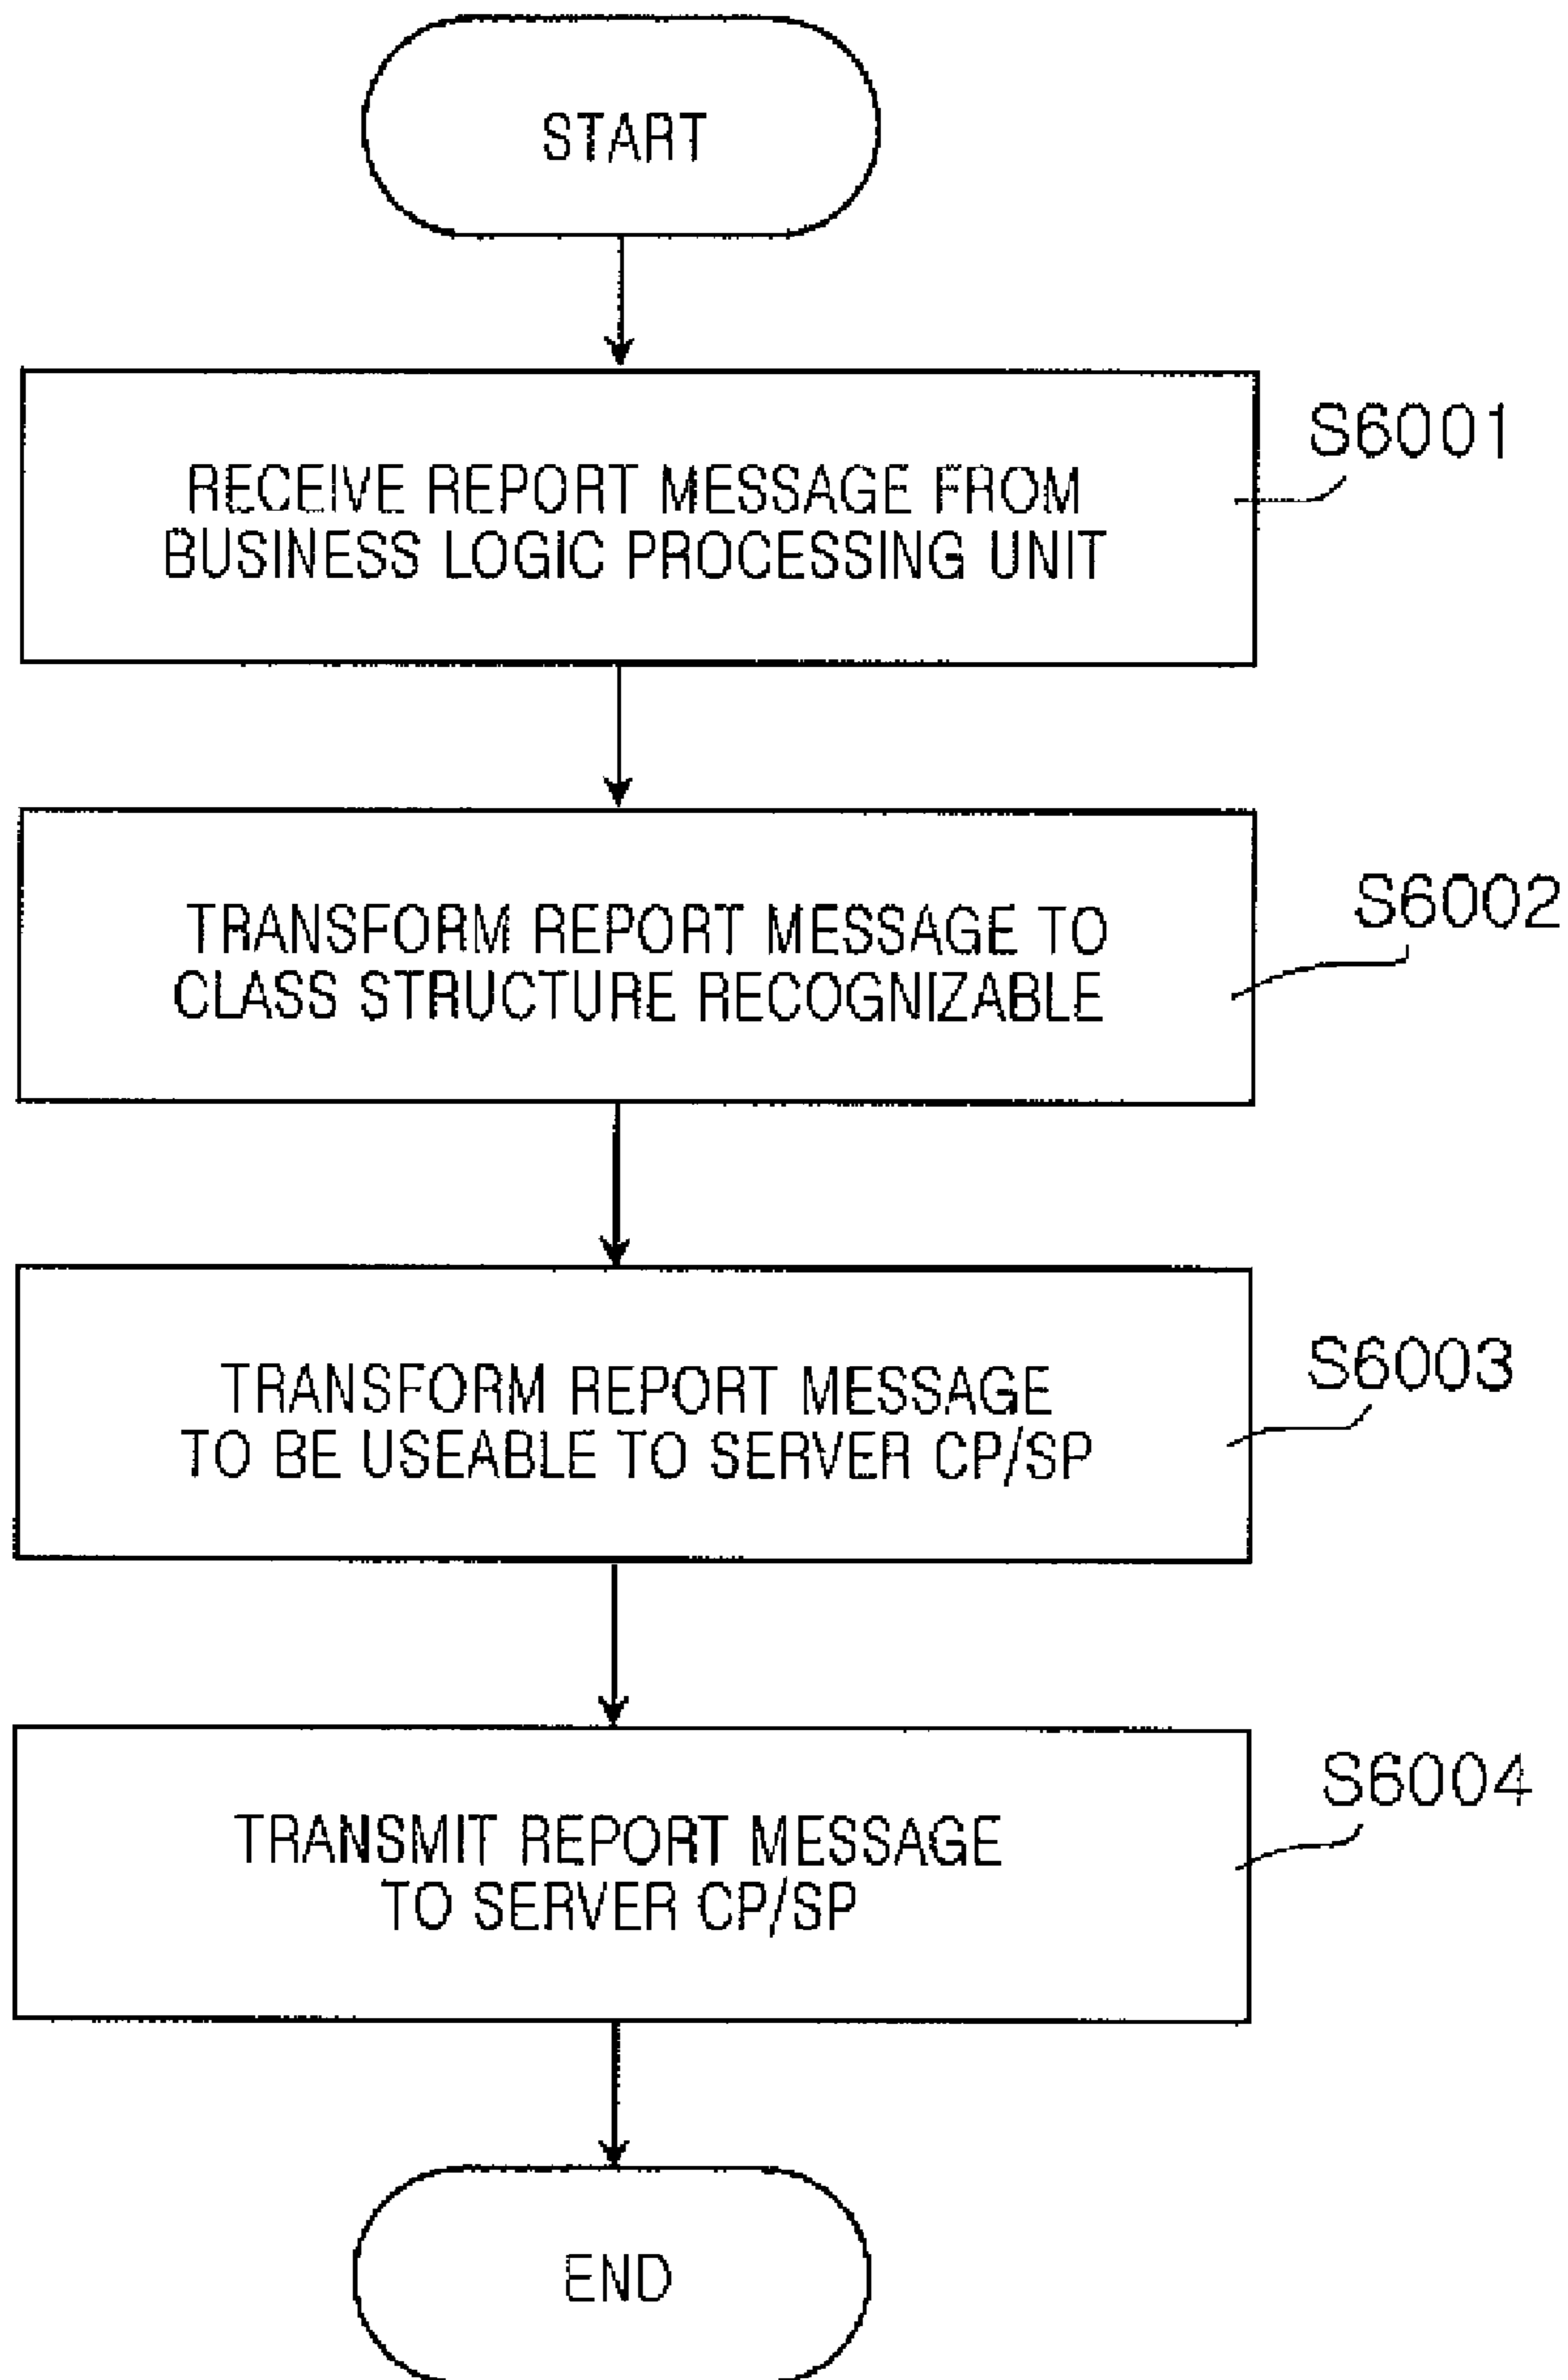 START
S6001
RECEIVE REPORT MESSAGE FROM
BUSINESS LOGIC PROCESSING UNIT
S6002
TRANSFORM REPORT MESSAGE TO
CLASS STRUCTURE RECOGNIZABLE
S6003
TRANSFORM REPORT MESSAGE
TO BE USEABLE TO SERVER CP/SP
S6004
TRANSMIT REPORT MESSAGE
TO SERVER CP/SP
END